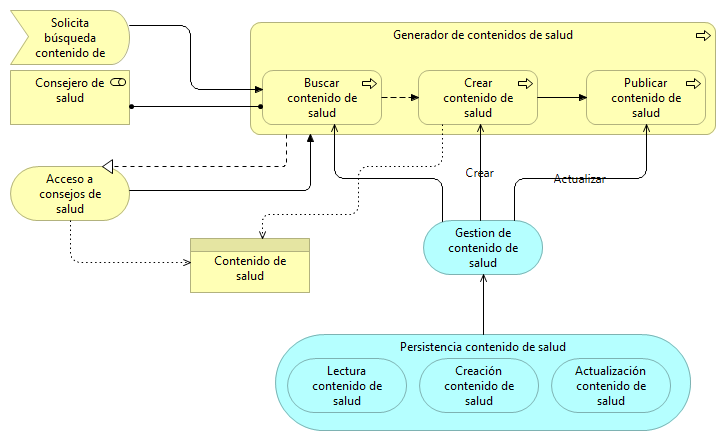 Solicita
búsqueda
contenido de
Generador de contenidos de salud
Consejero de
salud
Buscar
contenido de
salud
Crear
contenido de
salud
Publicar
contenido de
salud
Acceso a
consejos de
salud
Crear
Actualizar
Contenido de
salud
Gestion de
contenido de
salud
Persistencia contenido de salud
Lectura
contenido de
salud
Creación
contenido de
salud
Actualización
contenido de
salud